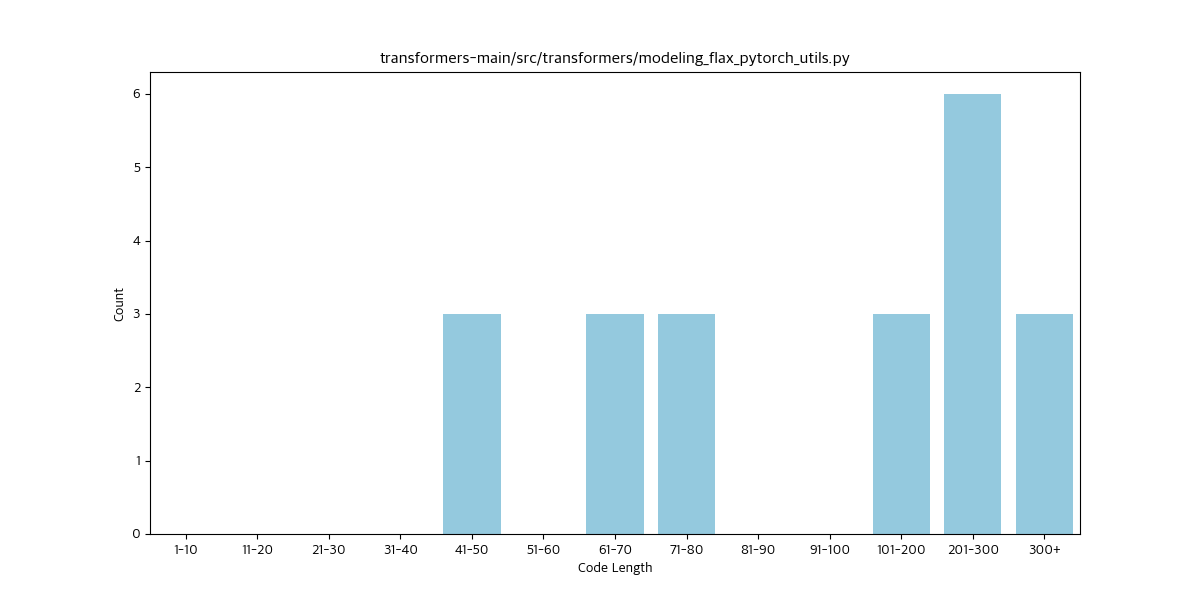 transformers-main/src/transformers/modeling_flax_pytorch_utils.py
6
5
4
3
2
1
0
Count
1-10 11-20 21-30 31-40 41-50 51-60 61-70 71-80 81-90 91-100 101-200 201-300 300+
Code Length